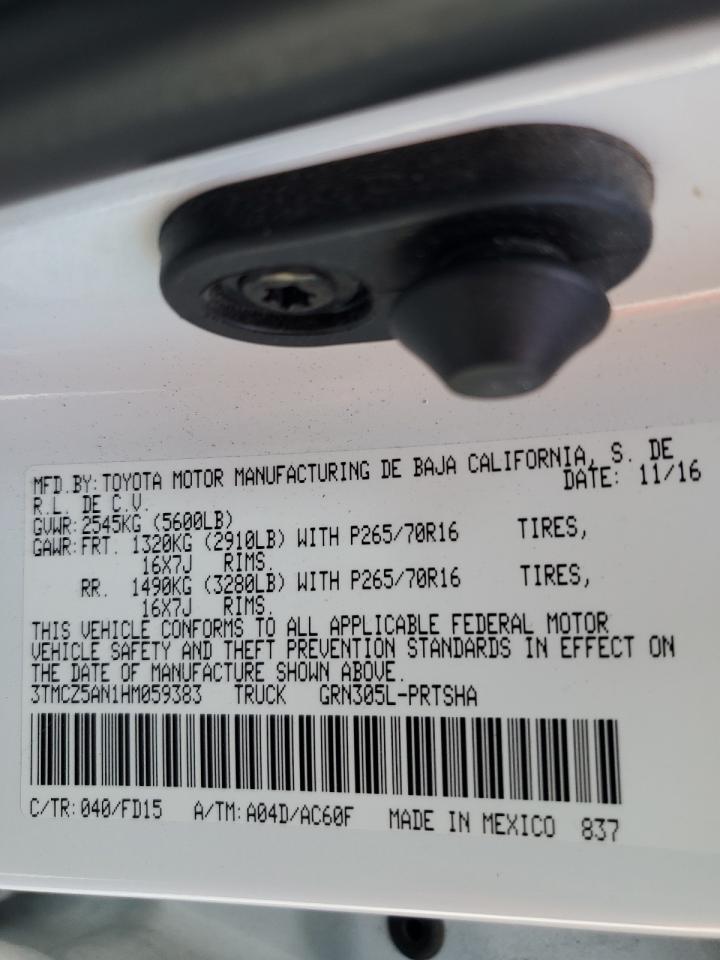 MFD.BY:TOYOTA MOTOR MANUFACTURING DE BAJA CALIFORNIA, S. DE
R.L. DE C.V. DATE: 11/16
GVWR:2545KG (5600LB)
GAWR:FRT. 1320KG (2910LB) WITH P265/70R16 TIRES,
16X7J RIMS.
RR. 1490KG (3280LB) WITH P265/70R16 TIRES,
16X7J RIMS.
THIS VEHICLE CONFORMS TO ALL APPLICABLE FEDERAL MOTOR
VEHICLE SAFETY AND THEFT PREVENTION STANDARDS IN EFFECT ON
THE DATE OF MANUFACTURE SHOWN ABOVE.
3TMCZ5AN1HM059383 TRUCK GRN305L-PRTSHA
C/TR:040/FD15 A/TM:A04D/AC60F MADE IN MEXICO 837